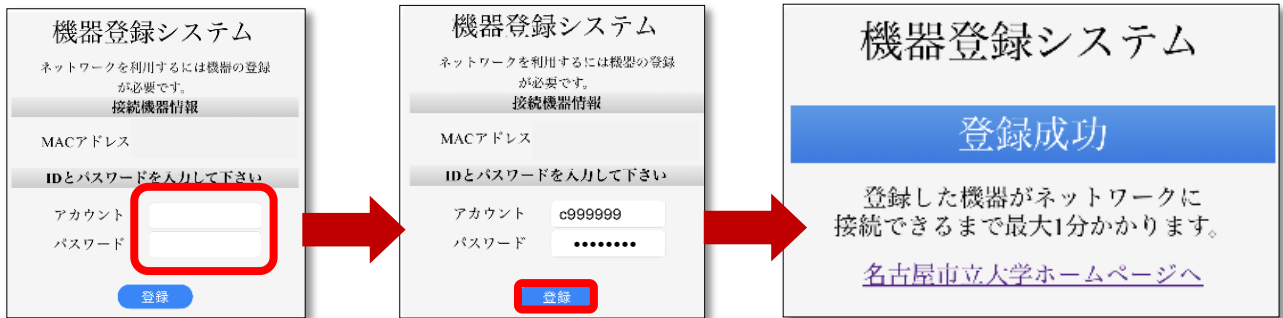 機器登録システム
ネットワークを利用するには機器の登録
が必要です。
接続機器情報
MACアドレス
IDとパスワードを入力して下さい
アカウント
パスワード
登録
機器登録システム
ネットワークを利用するには機器の登録
が必要です。
接続機器情報
MACアドレス
IDとパスワードを入力して下さい
アカウント c999999
パスワード ••••••••
登録
機器登録システム
登録成功
登録した機器がネットワークに
接続できるまで最大1分かかります。
名古屋市立大学ホームページへ